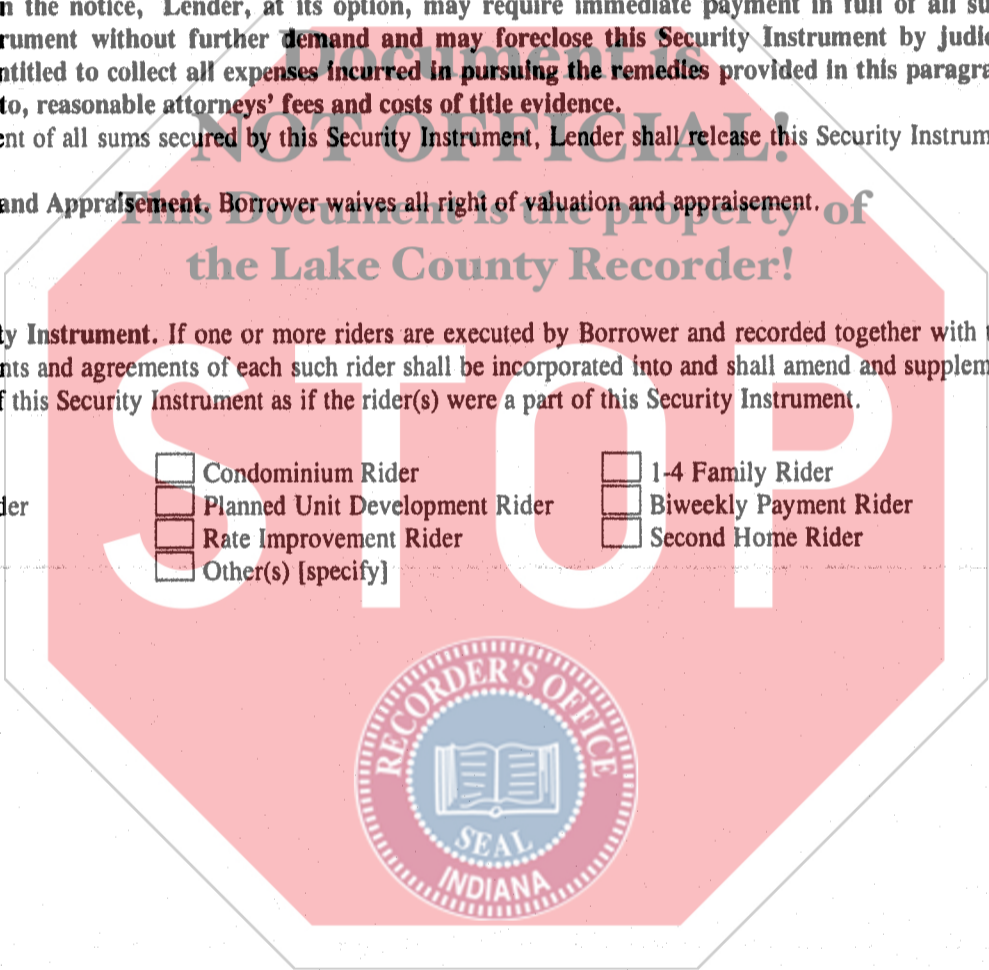 n the notice, Lender, at its option, may require immediate payment in full of all su
rument without further demand and may foreclose this Security Instrument by judic
ntitled to collect all expenses incurred in pursuing the remedies provided in this paragra
to, reasonable attorneys' fees and costs of title evidence.
ent of all sums secured by this Security Instrument, Lender shall release this Security Instrum
and Appraisement. Borrower waives all right of valuation and appraisement.
Document is
NOT OFFICIAL!
This Document is the property of
the Lake County Recorder!
ty Instrument. If one or more riders are executed by Borrower and recorded together with t
nts and agreements of each such rider shall be incorporated into and shall amend and supplem
f this Security Instrument as if the rider(s) were a part of this Security Instrument.
STOP
Condominium Rider 1-4 Family Rider
der Planned Unit Development Rider Biweekly Payment Rider
Rate Improvement Rider Second Home Rider
Other(s) [specify]
RECORDER'S OFFICE
SEAL
INDIANA